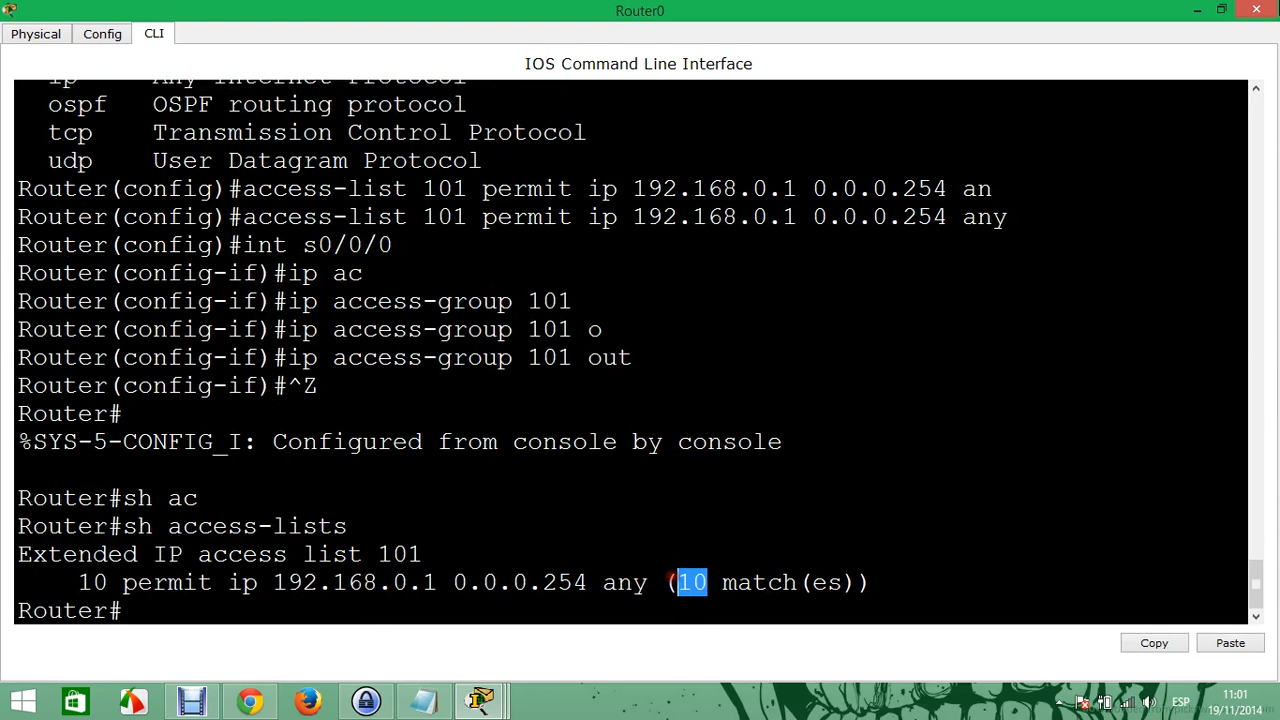 Router0
Physical Config CLI
IOS Command Line Interface
ip Any Internet Protocol
ospf OSPF routing protocol
tcp Transmission Control Protocol
udp User Datagram Protocol
Router(config)#access-list 101 permit ip 192.168.0.1 0.0.0.254 an
Router(config)#access-list 101 permit ip 192.168.0.1 0.0.0.254 any
Router(config)#int s0/0/0
Router(config-if)#ip ac
Router(config-if)#ip access-group 101
Router(config-if)#ip access-group 101 o
Router(config-if)#ip access-group 101 out
Router(config-if)#^Z
Router#
%SYS-5-CONFIG_I: Configured from console by console
Router#sh ac
Router#sh access-lists
Extended IP access list 101
10 permit ip 192.168.0.1 0.0.0.254 any (10 match(es))
Router#
Copy Paste
ESP
11:01
19/11/2014